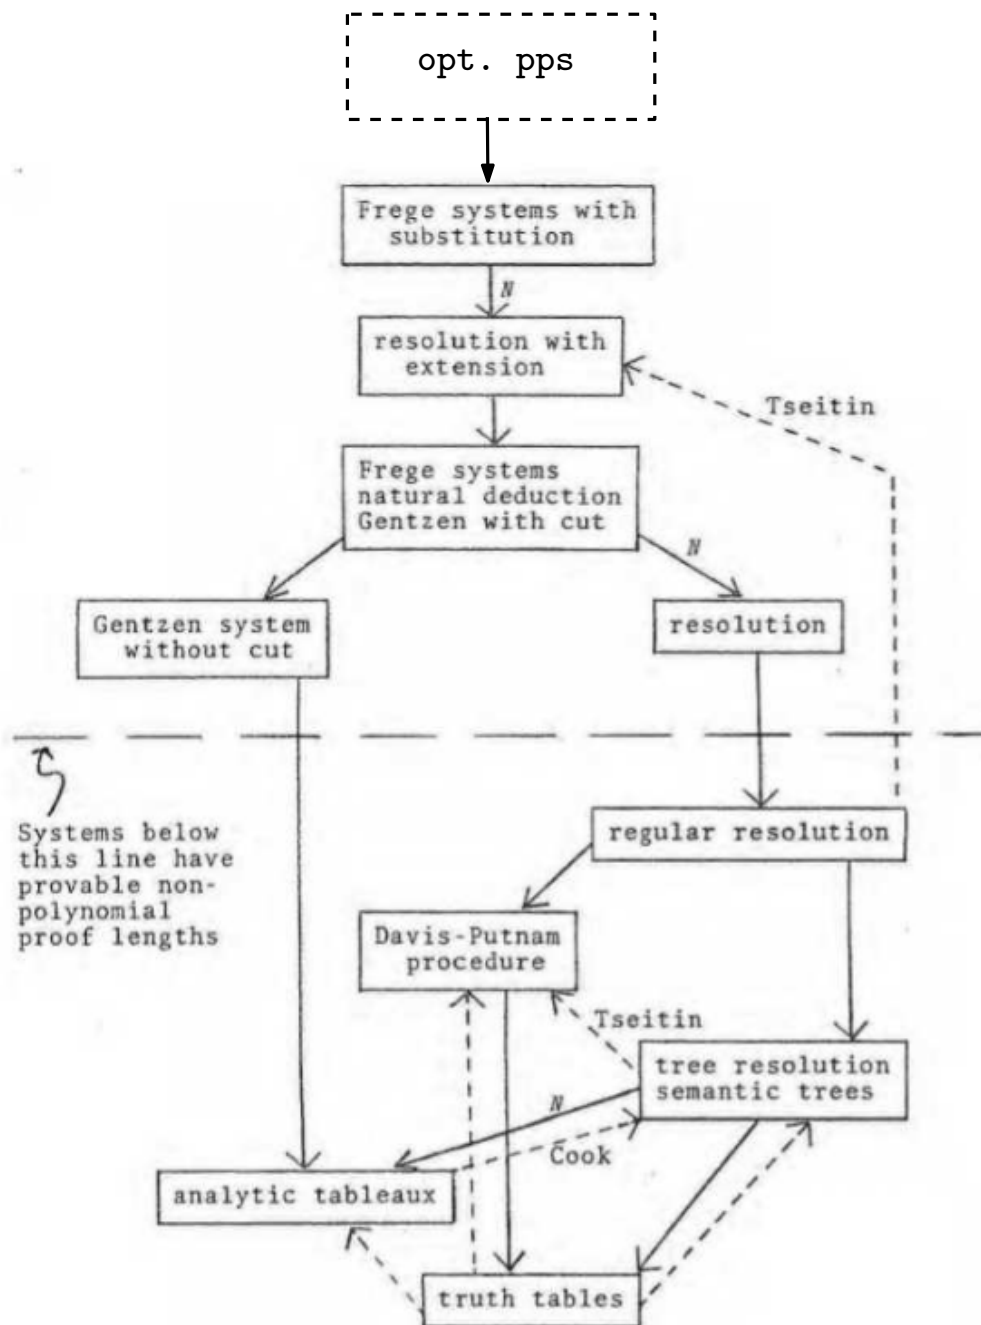 opt. pps
Frege systems with
substitution
N
resolution with
extension
Tseitin
Frege systems
natural deduction
Gentzen with cut
N
Gentzen system
without cut
resolution
Systems below
this line have
provable non-
polynomial
proof lengths
regular resolution
Davis-Putnam
procedure
Tseitin
tree resolution
semantic trees
N
Cook
analytic tableaux
truth tables